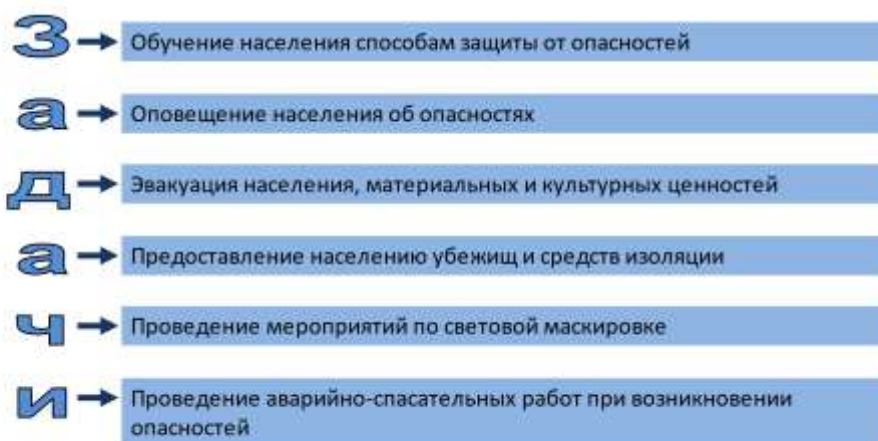 З Обучение населения способам защиты от опасностей
а Оповещение населения об опасностях
д Эвакуация населения, материальных и культурных ценностей
а Предоставление населению убежищ и средств изоляции
ч Проведение мероприятий по световой маскировке
и Проведение аварийно-спасательных работ при возникновении
опасностей